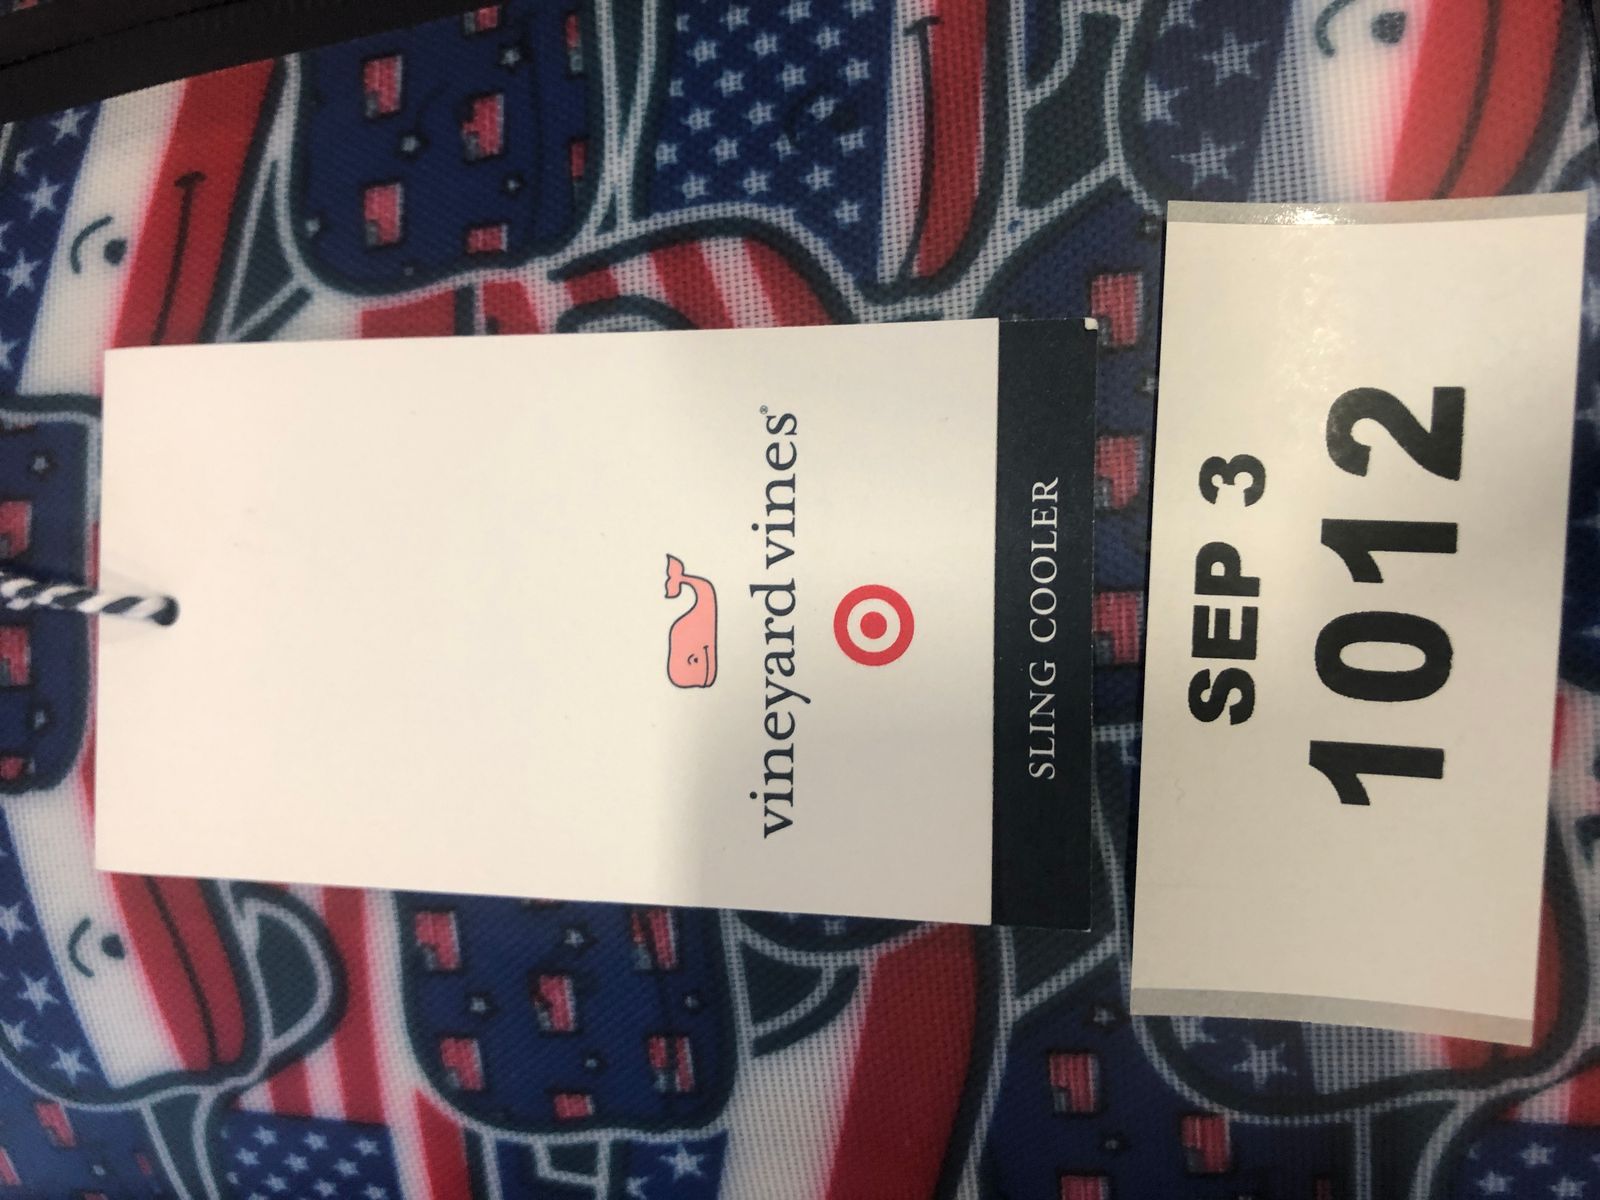 vineyard vines®
SLING COOLER
SEP 3
1012